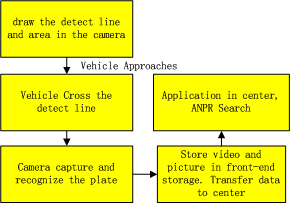 draw the detect line
and area in the camera
Vehicle Approaches
Vehicle Cross the
detect line
Camera capture and
recognize the plate
Store video and
picture in front-end
storage. Transfer data
to center
Application in center,
ANPR Search